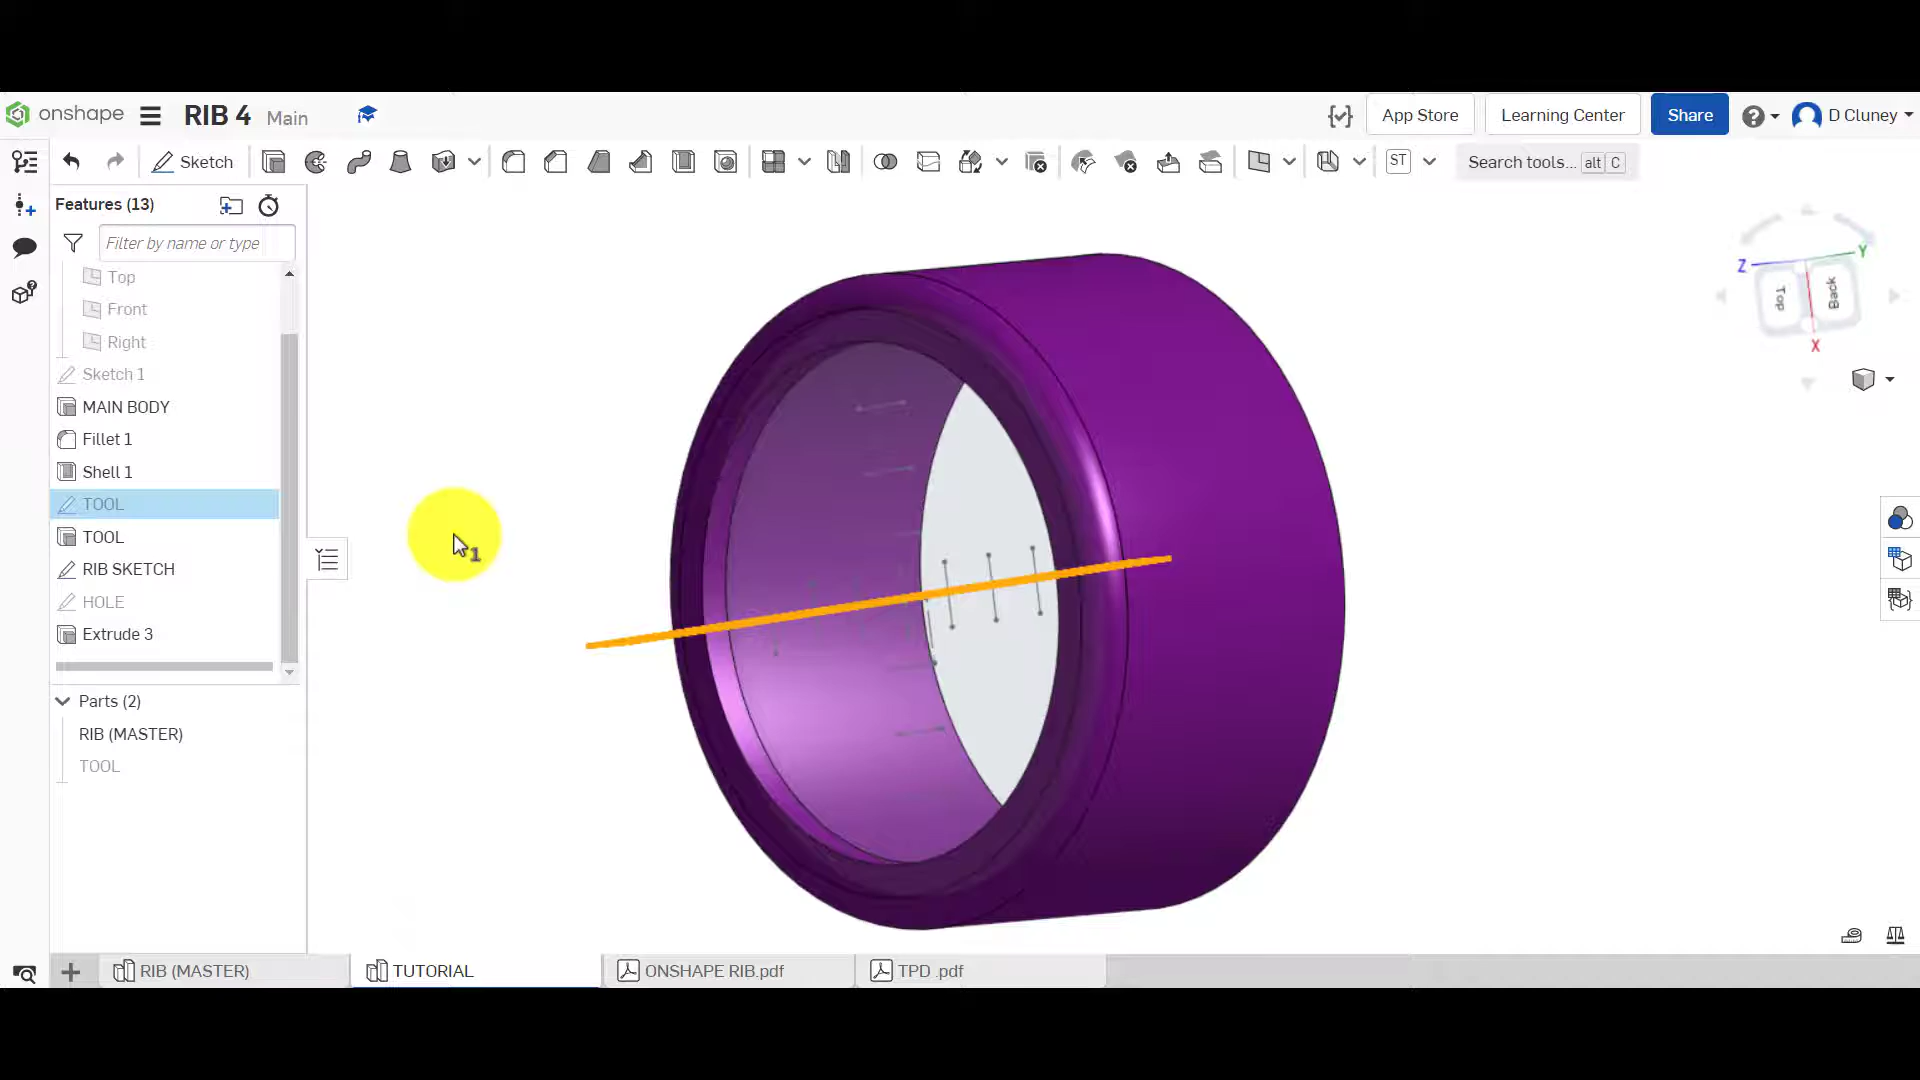 onshape RIB 4 Main App Store Learning Center Share D Cluney
Sketch ST Search tools... alt C
Features (13)
Filter by name or type
Top
Front
Right
Sketch 1
MAIN BODY
Fillet 1
Shell 1
TOOL
TOOL
RIB SKETCH
HOLE
Extrude 3
Parts (2)
RIB (MASTER)
TOOL
Z Y
Top Back
X
1
RIB (MASTER) TUTORIAL ONSHAPE RIB.pdf TPD .pdf